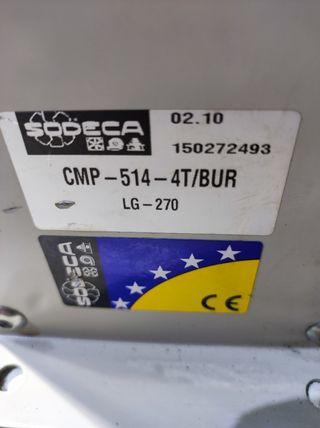 SODECA
02.10
150272493
CMP-514-4T/BUR
LG-270
SODECA
CE